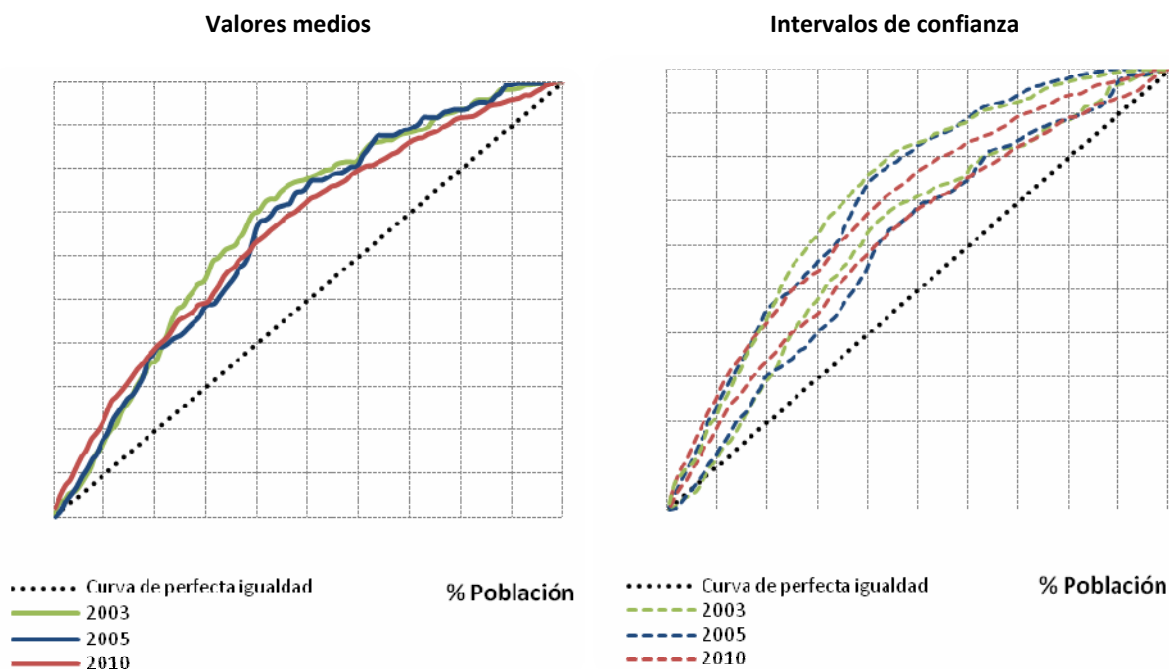 Valores medios
Intervalos de confianza
Curva de perfecta igualdad
% Población
2003
2005
2010
Curva de perfecta igualdad
% Población
2003
2005
2010